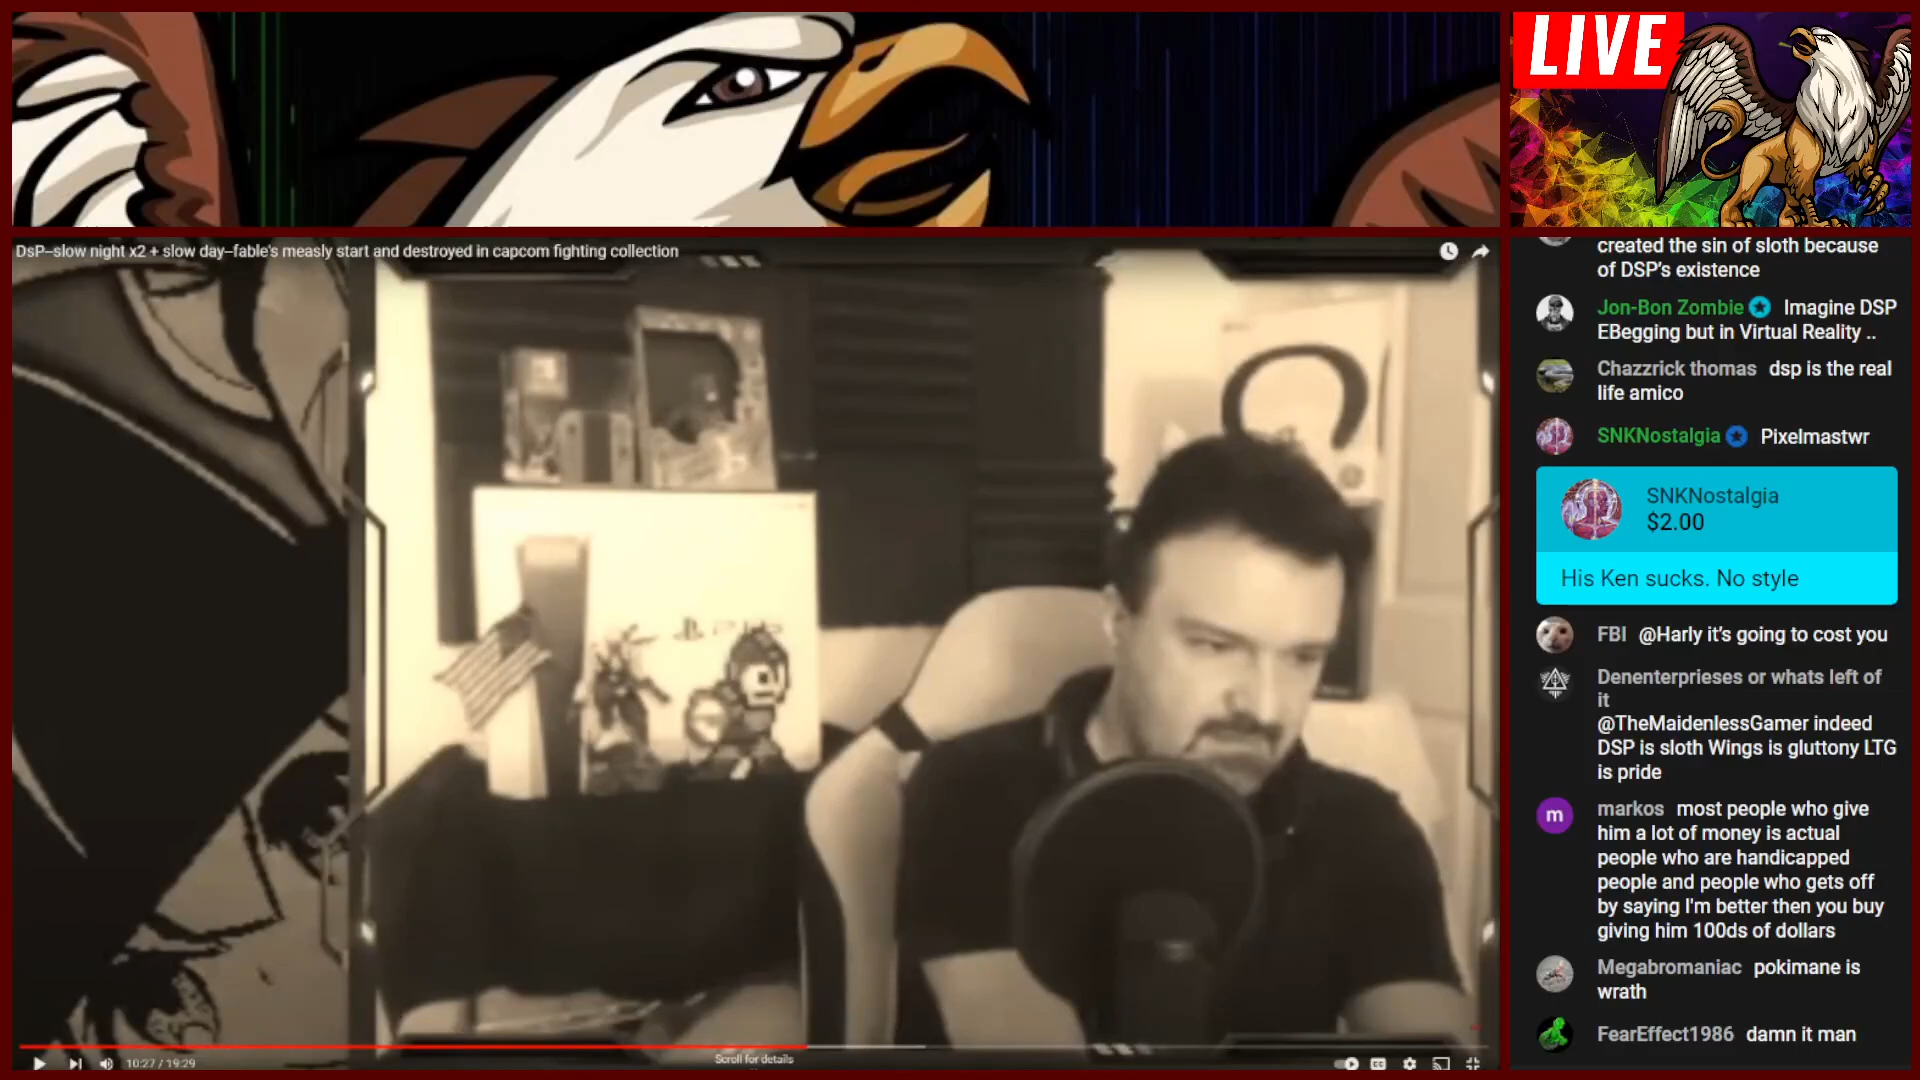 LIVE
DsP–slow night x2 + slow day–fable's measly start and destroyed in capcom fighting collection
created the sin of sloth because
of DSP's existence
Jon-Bon Zombie Imagine DSP
EBegging but in Virtual Reality ..
Chazzrick thomas dsp is the real
life amico
SNKNostalgia Pixelmastwr
SNKNostalgia
$2.00
His Ken sucks. No style
FBI @Harly it's going to cost you
Denenterprieses or whats left of
it
@TheMaidenlessGamer indeed
DSP is sloth Wings is gluttony LTG
is pride
m
markos most people who give
him a lot of money is actual
people who are handicapped
people and people who gets off
by saying I'm better then you buy
giving him 100ds of dollars
Megabromaniac pokimane is
wrath
FearEffect1986 damn it man
10:27 / 19:29
Scroll for details
CC